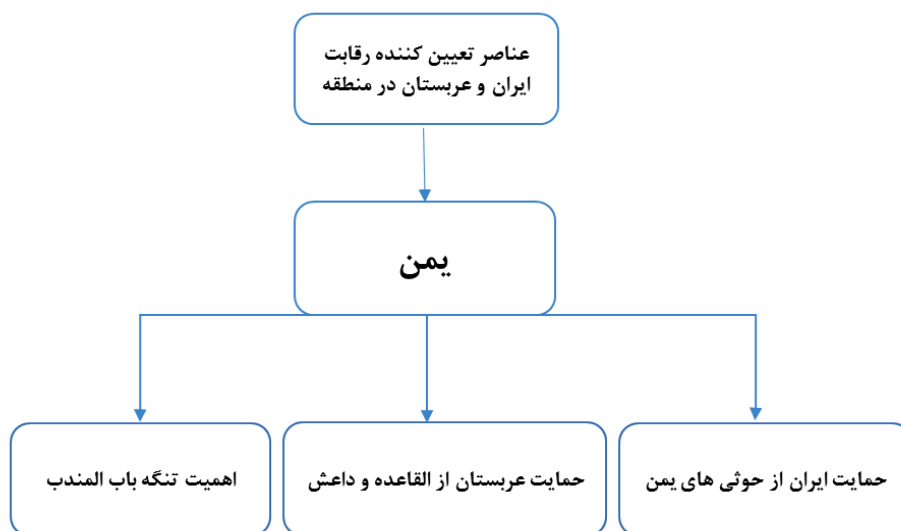 عناصر تعیین کننده رقابت
ایران و عربستان در منطقه
یمن
حمایت ایران از حوثی های یمن
حمایت عربستان از القاعده و داعش
اهمیت تنگه باب المندب